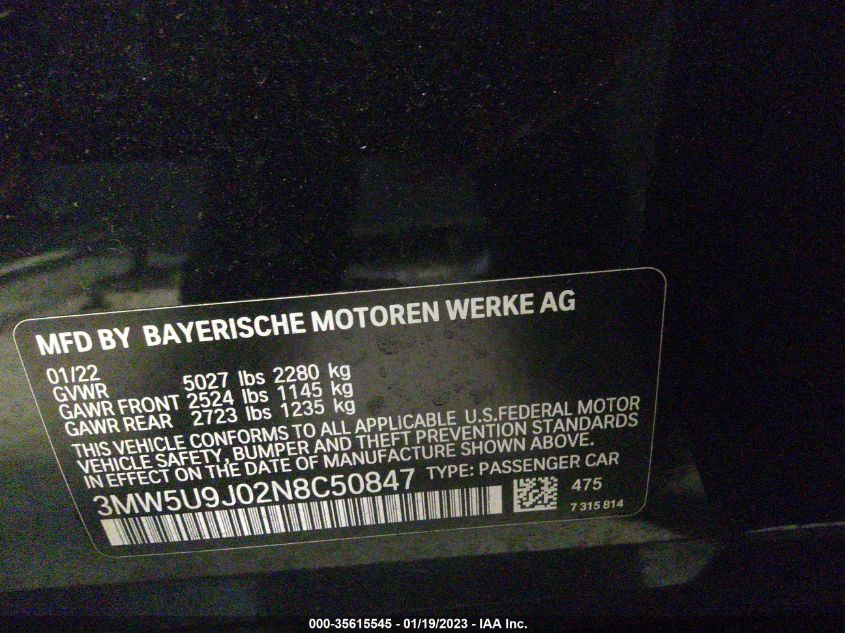 MFD BY BAYERISCHE MOTOREN WERKE AG
01/22
GVWR 5027 lbs 2280 kg
GAWR FRONT 2524 lbs 1145 kg
GAWR REAR 2723 lbs 1235 kg
THIS VEHICLE CONFORMS TO ALL APPLICABLE U.S.FEDERAL MOTOR
VEHICLE SAFETY, BUMPER AND THEFT PREVENTION STANDARDS
IN EFFECT ON THE DATE OF MANUFACTURE SHOWN ABOVE.
3MW5U9J02N8C50847 TYPE: PASSENGER CAR
475
7 315 814
000-35615545 - 01/19/2023 - IAA Inc.